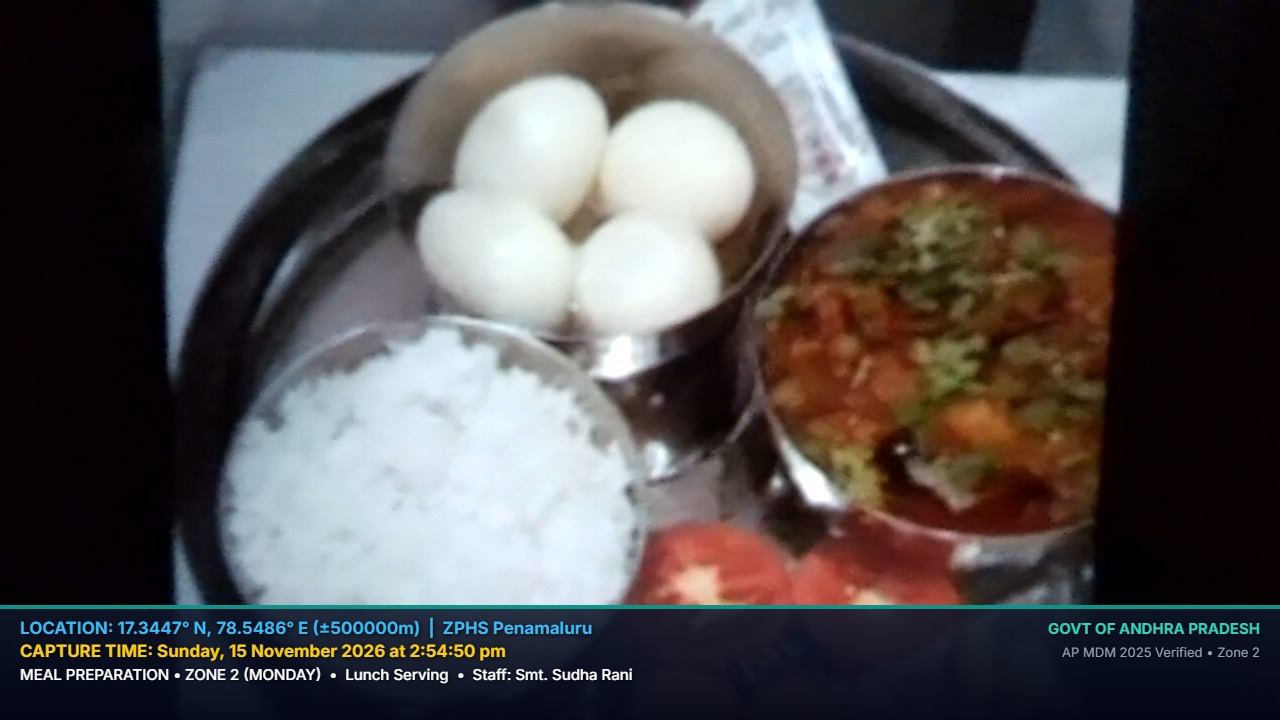 LOCATION: 17.3447° N, 78.5486° E (±500000m) | ZPHS Penamaluru
CAPTURE TIME: Sunday, 15 November 2026 at 2:54:50 pm
MEAL PREPARATION • ZONE 2 (MONDAY) • Lunch Serving • Staff: Smt. Sudha Rani
GOVT OF ANDHRA PRADESH
AP MDM 2025 Verified • Zone 2